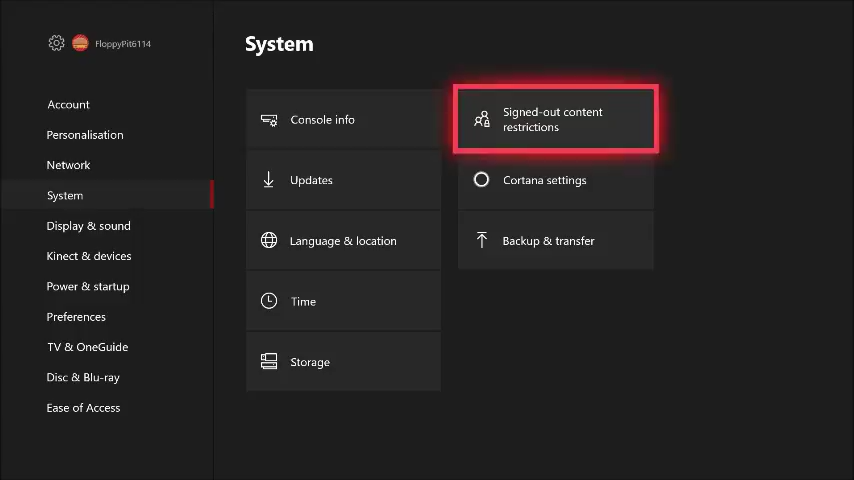 FloppyPit6114
System
Account
Personalisation
Network
System
Display & sound
Kinect & devices
Power & startup
Preferences
TV & OneGuide
Disc & Blu-ray
Ease of Access
Console info
Updates
Language & location
Time
Storage
Signed-out content
restrictions
Cortana settings
Backup & transfer